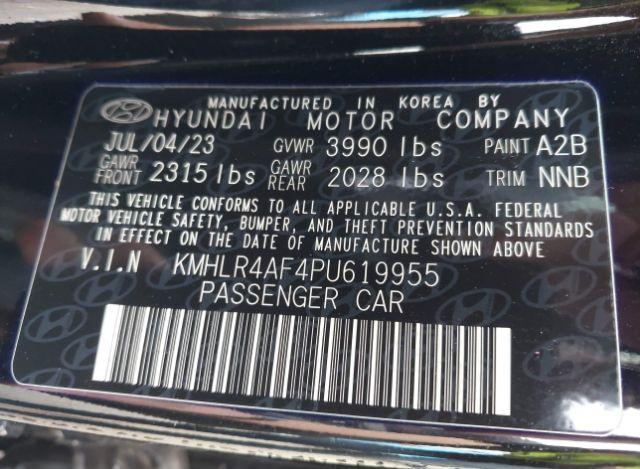 MANUFACTURED IN KOREA BY
HYUNDAI MOTOR COMPANY
JUL/04/23 GVWR 3990 lbs PAINT A2B
GAWR FRONT 2315 lbs GAWR REAR 2028 lbs TRIM NNB
THIS VEHICLE CONFORMS TO ALL APPLICABLE U.S.A. FEDERAL
MOTOR VEHICLE SAFETY, BUMPER, AND THEFT PREVENTION STANDARDS
IN EFFECT ON THE DATE OF MANUFACTURE SHOWN ABOVE
V.I.N KMHLR4AF4PU619955
PASSENGER CAR